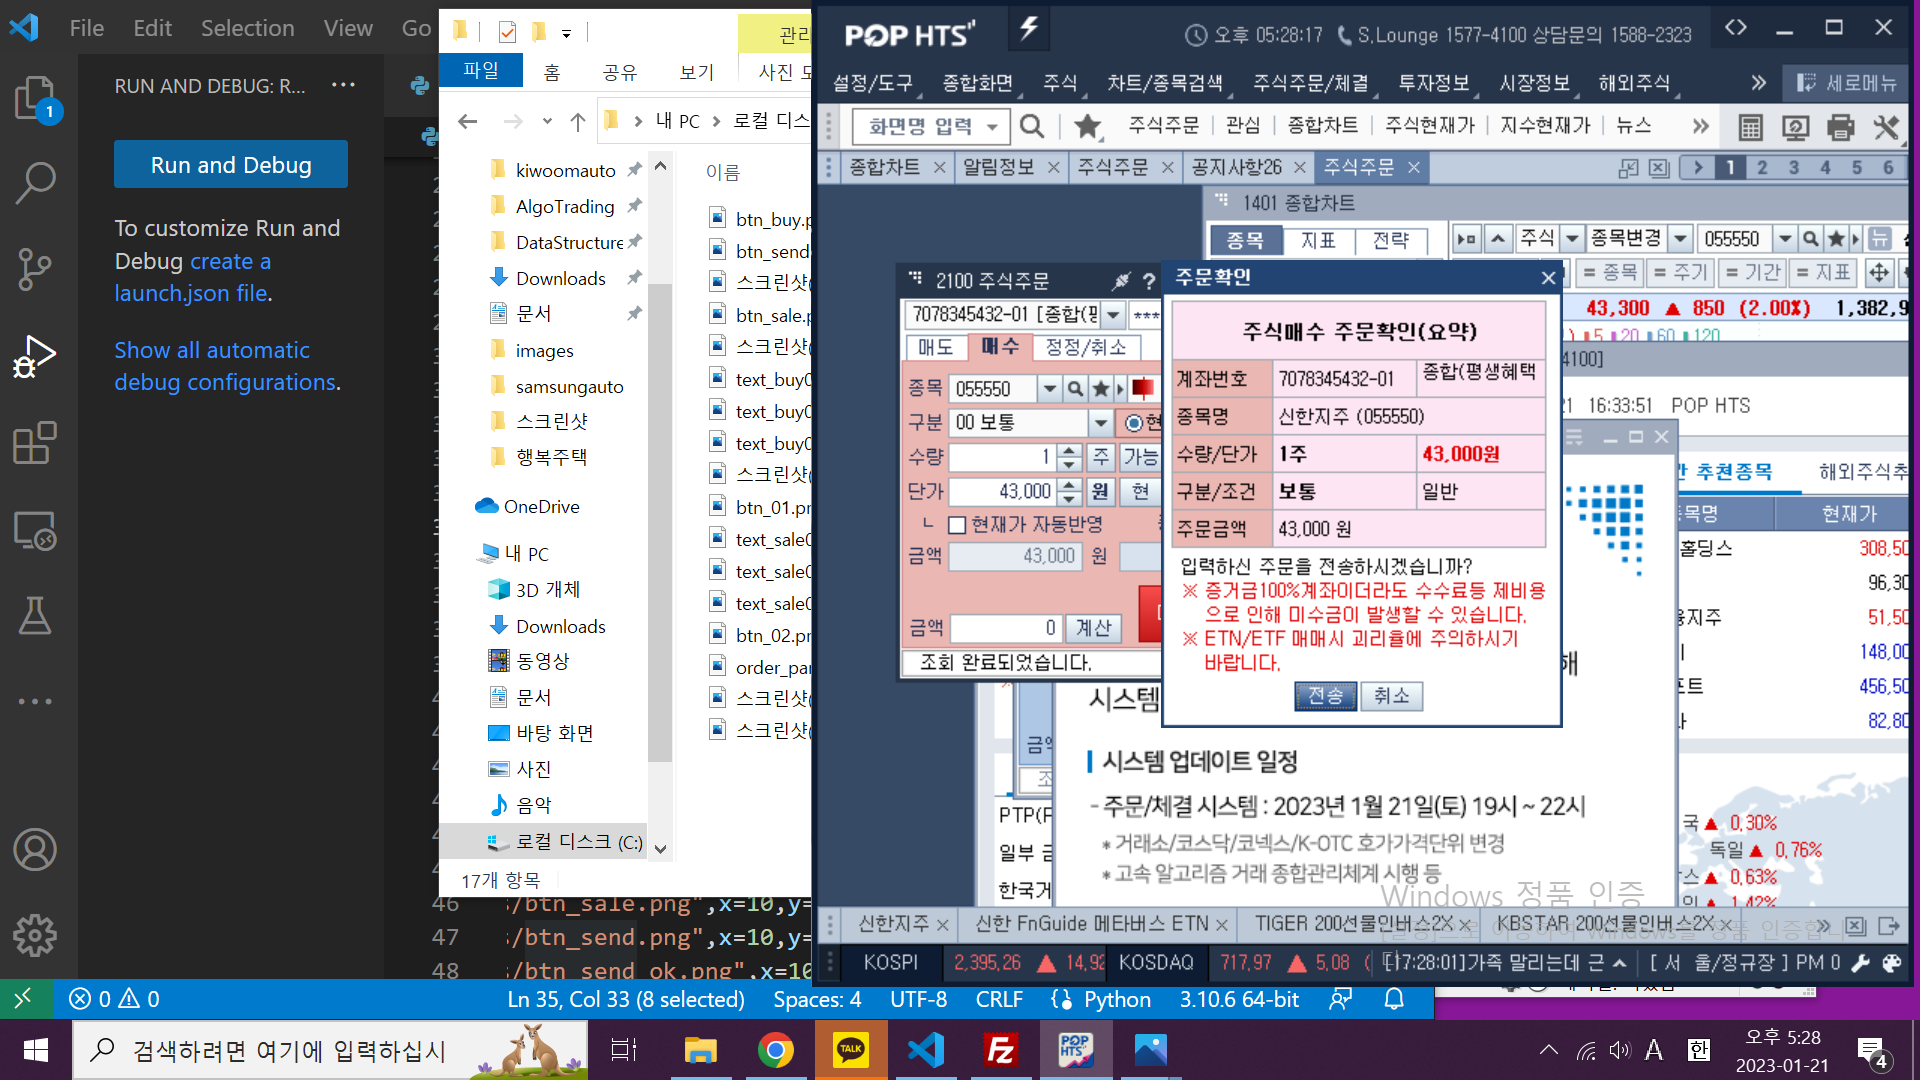 File Edit Selection View Go
RUN AND DEBUG: R... ···
1
Run and Debug
To customize Run and
Debug create a
launch.json file.
Show all automatic
debug configurations.
관리
파일 홈 공유 보기
내 PC > 로컬 디스
이름
kiwoomauto
AlgoTrading
DataStructure
Downloads
문서
images
samsungauto
스크린샷
행복주택
OneDrive
내 PC
3D 개체
Downloads
동영상
문서
바탕 화면
사진
음악
로컬 디스크 (C:)
17개 항목
btn_buy.p
btn_send
스크린샷(
btn_sale.p
스크린샷(
text_buy0
text_buy0
text_buy0
스크린샷(
btn_01.pr
text_sale0
text_sale0
text_sale0
btn_02.pr
order_par
스크린샷(
스크린샷(
46 s/btn_sale.png",x=10,y=
47 s/btn_send.png",x=10,y=
48 s/btn_send_ok.png",x=10
0 0
Ln 35, Col 33 (8 selected) Spaces: 4 UTF-8 CRLF Python 3.10.6 64-bit
POP HTS
오후 05:28:17 S.Lounge 1577-4100 상담문의 1588-2323
설정/도구 종합화면 주식 차트/종목검색 주식주문/체결 투자정보 시장정보 해외주식 » 세로메뉴
화면명 입력 주식주문 관심 종합차트 주식현재가 지수현재가 뉴스 »
종합차트 × 알림정보 × 주식주문 × 공지사항26 × 주식주문 × 1 2 3 4 5 6
1401 종합차트
종목 지표 전략 주식 종목변경 055550 뉴
= 종목 = 주기 = 기간 = 지표
43,300 ▲ 850 (2.00%) 1,382,9
5 20 60 120
4100]
21 16:33:51 POP HTS
추천종목 해외주식추
종목명 현재가
홀딩스 308,50
96,30
지주 51,50
148,00
포트 456,50
82,80
2100 주식주문 ?
7078345432-01 [종합(평 ****
매도 매수 정정/취소
종목 055550
구분 00 보통 현
수량 1 주 가능
단가 43,000 원 현
ㄴ 현재가 자동반영
금액 43,000 원
금액 0 계산
조회 완료되었습니다.
주문확인 ×
주식매수 주문확인(요약)
계좌번호 7078345432-01 종합(평생혜택
종목명 신한지주 (055550)
수량/단가 1주 43,000원
구분/조건 보통 일반
주문금액 43,000 원
입력하신 주문을 전송하시겠습니까?
※ 증거금100%계좌이더라도 수수료등 제비용
으로 인해 미수금이 발생할 수 있습니다.
※ ETN/ETF 매매시 괴리율에 주의하시기
바랍니다.
전송 취소
시스템
금액
시스템 업데이트 일정
- 주문/체결 시스템 : 2023년 1월 21일(토) 19시 ~ 22시
* 거래소/코스닥/코넥스/K-OTC 호가가격단위 변경
* 고속 알고리즘 거래 종합관리체계 시행 등
PTP(F
일부 금
한국거
국 ▲ 0.30%
독일 ▲ 0.76%
스 ▲ 0.63%
인 ▲ 1.42%
Windows 정품 인증
신한지주 × 신한 FnGuide 메타버스 ETN × TIGER 200선물인버스2X × KBSTAR 200선물인버스2X ×
KOSPI 2,395.26 ▲ 14.92 KOSDAQ 717.97 ▲ 5.08 ( [17:28:01]가족 말리는데 근 [ 서 울/정규장 ] PM 0
검색하려면 여기에 입력하십시
TALK
POP HTS
A 한
오후 5:28
2023-01-21
4